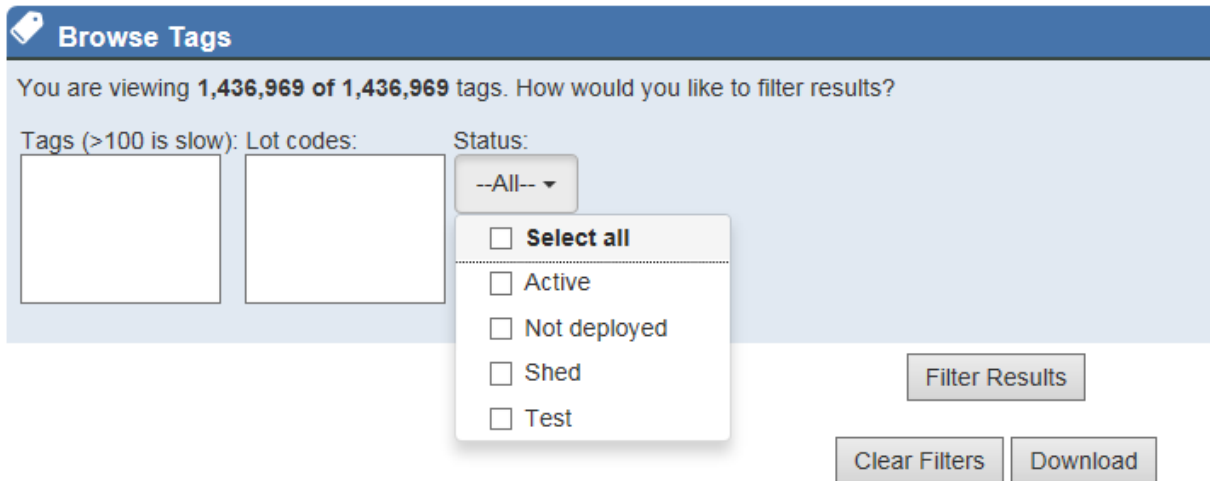 Browse Tags
You are viewing 1,436,969 of 1,436,969 tags. How would you like to filter results?
Tags (>100 is slow): Lot codes: Status:
--All--
Select all
Active
Not deployed
Shed
Test
Filter Results
Clear Filters Download